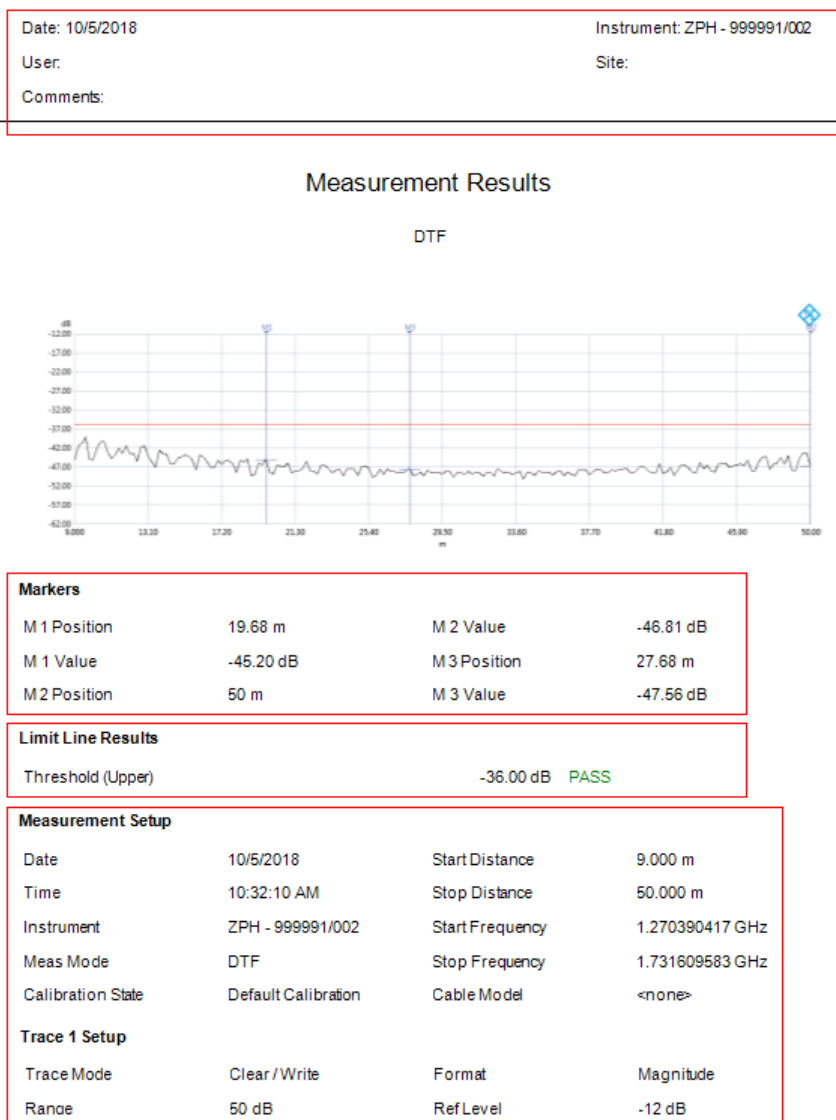 Date: 10/5/2018 Instrument: ZPH - 999991/002
User: Site:
Comments:
Measurement Results
DTF
dB
-12.00
-17.00
-22.00
-27.00
-32.00
-37.00
-42.00
-47.00
-52.00
-57.00
-62.00
9.000 13.10 17.20 21.30 25.40 29.50 33.60 37.70 41.80 45.90 50.00
m
Markers
M 1 Position 19.68 m M 2 Value -46.81 dB
M 1 Value -45.20 dB M 3 Position 27.68 m
M 2 Position 50 m M 3 Value -47.56 dB
Limit Line Results
Threshold (Upper) -36.00 dB PASS
Measurement Setup
Date 10/5/2018 Start Distance 9.000 m
Time 10:32:10 AM Stop Distance 50.000 m
Instrument ZPH - 999991/002 Start Frequency 1.270390417 GHz
Meas Mode DTF Stop Frequency 1.731609583 GHz
Calibration State Default Calibration Cable Model <none>
Trace 1 Setup
Trace Mode Clear / Write Format Magnitude
Range 50 dB Ref Level -12 dB